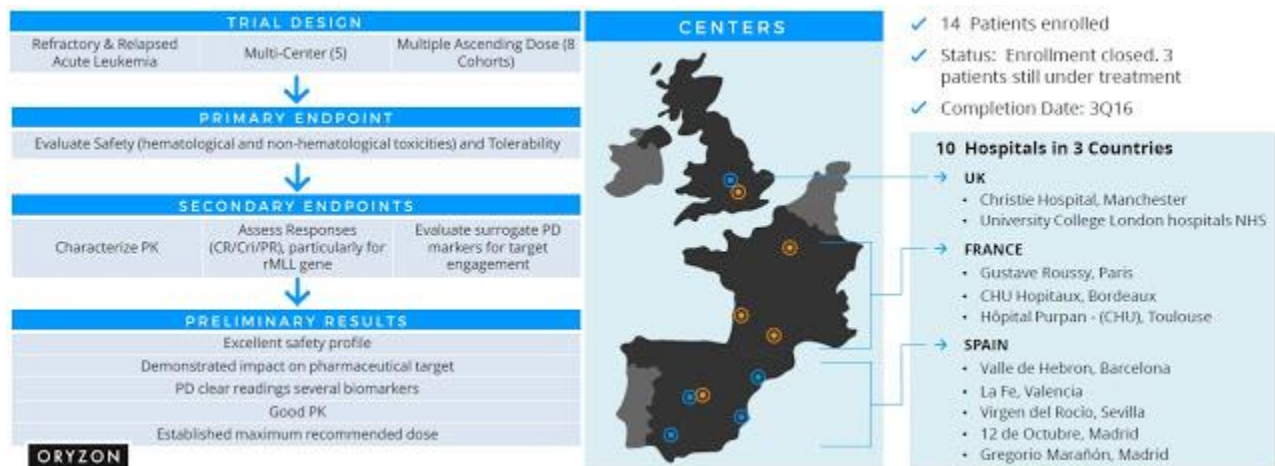 TRIAL DESIGN
Refractory & Relapsed
Acute Leukemia
Multi-Center (5)
Multiple Ascending Dose (8
Cohorts)
PRIMARY ENDPOINT
Evaluate Safety (hematological and non-hematological toxicities) and Tolerability
SECONDARY ENDPOINTS
Characterize PK
Assess Responses
(CR/Cri/PR), particularly for
rMLL gene
Evaluate surrogate PD
markers for target
engagement
PRELIMINARY RESULTS
Excellent safety profile
Demonstrated impact on pharmaceutical target
PD clear readings several biomarkers
Good PK
Established maximum recommended dose
ORYZON
CENTERS
✓ 14 Patients enrolled
✓ Status: Enrollment closed. 3
patients still under treatment
✓ Completion Date: 3Q16
10 Hospitals in 3 Countries
UK
• Christie Hospital, Manchester
• University College London hospitals NHS
FRANCE
• Gustave Roussy, Paris
• CHU Hopitaux, Bordeaux
• Hôpital Purpan - (CHU), Toulouse
SPAIN
• Valle de Hebron, Barcelona
• La Fe, Valencia
• Virgen del Rocío, Sevilla
• 12 de Octubre, Madrid
• Gregorio Marañón, Madrid